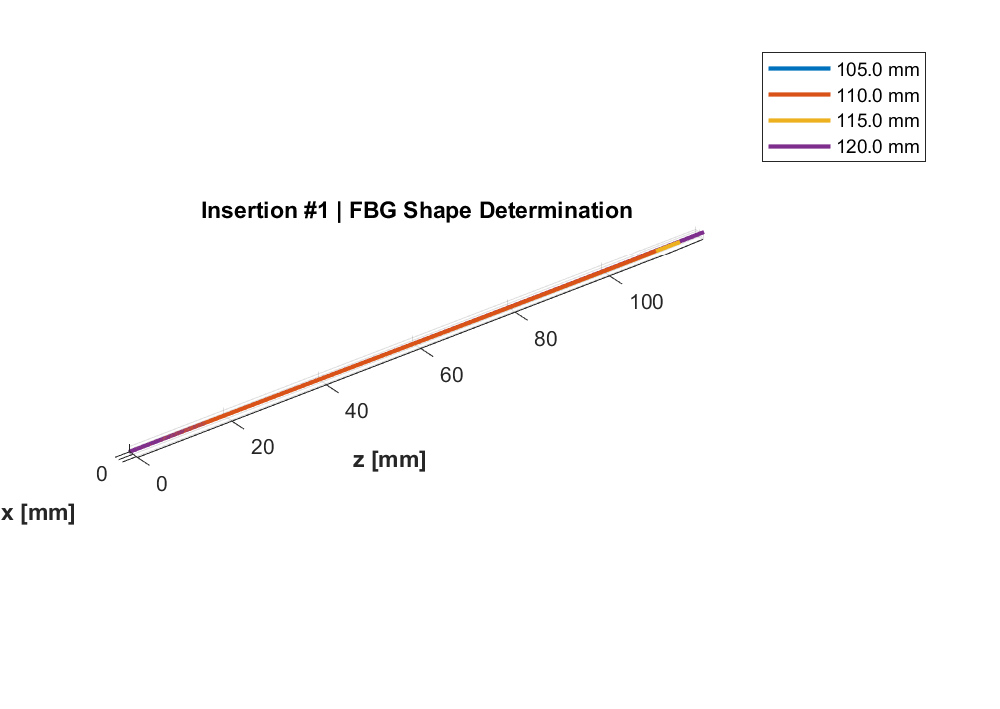 105.0 mm
110.0 mm
115.0 mm
120.0 mm
Insertion #1 | FBG Shape Determination
100
80
60
40
20
0
0
z [mm]
x [mm]